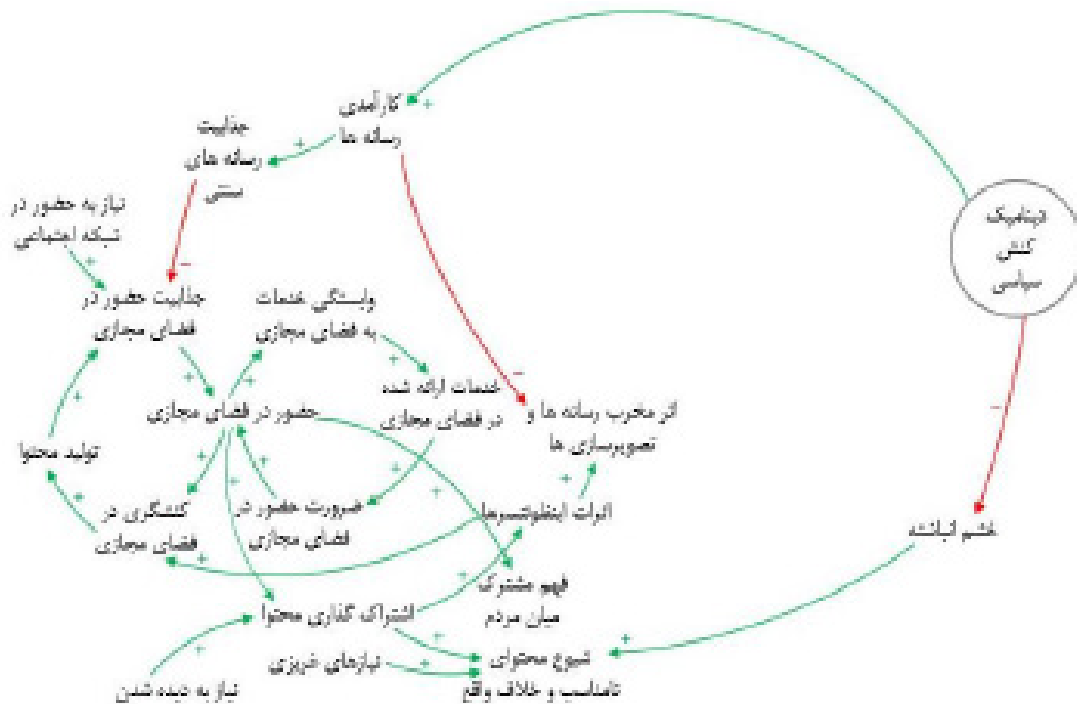 کارآمدی
رسانه ها
جذابیت
رسانه های
سنتی
نیاز به حضور در
شبکه اجتماعی
دینامیک
کنش
سیاسی
جذابیت حضور در
فضای مجازی
وابستگی خدمات
به فضای مجازی
خدمات ارائه شده
در فضای مجازی
حضور در فضای مجازی
اثر مخرب رسانه ها و
تصویرسازی ها
تولید محتوا
کنشگری در
فضای مجازی
ضرورت حضور در
فضای مجازی
اثرات اینفلوئنسرها
خشم انباشته
فهم مشترک
میان مردم
اشتراک گذاری محتوا
شیوع محتوای
نامناسب و خلاف واقع
نیازهای غریزی
نیاز به دیده شدن